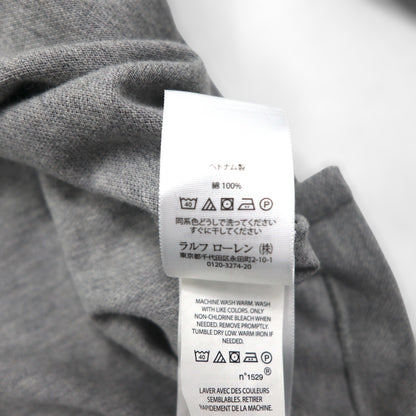 ベトナム製
綿 100%
40 P
同系色どうしで洗ってください
すぐに干してください
ラルフ ローレン (株)
東京都千代田区永田町2-10-1
0120-3274-20
MACHINE WASH WARM. WASH
WITH LIKE COLORS. ONLY
NON-CHLORINE BLEACH WHEN
NEEDED. REMOVE PROMPTLY.
TUMBLE DRY LOW. WARM IRON IF
NEEDED.
40 P
n°1529 ®
LAVER AVEC DES COULEURS
SEMBLABLES. RETIRER
RAPIDEMENT DE LA MACHINE.